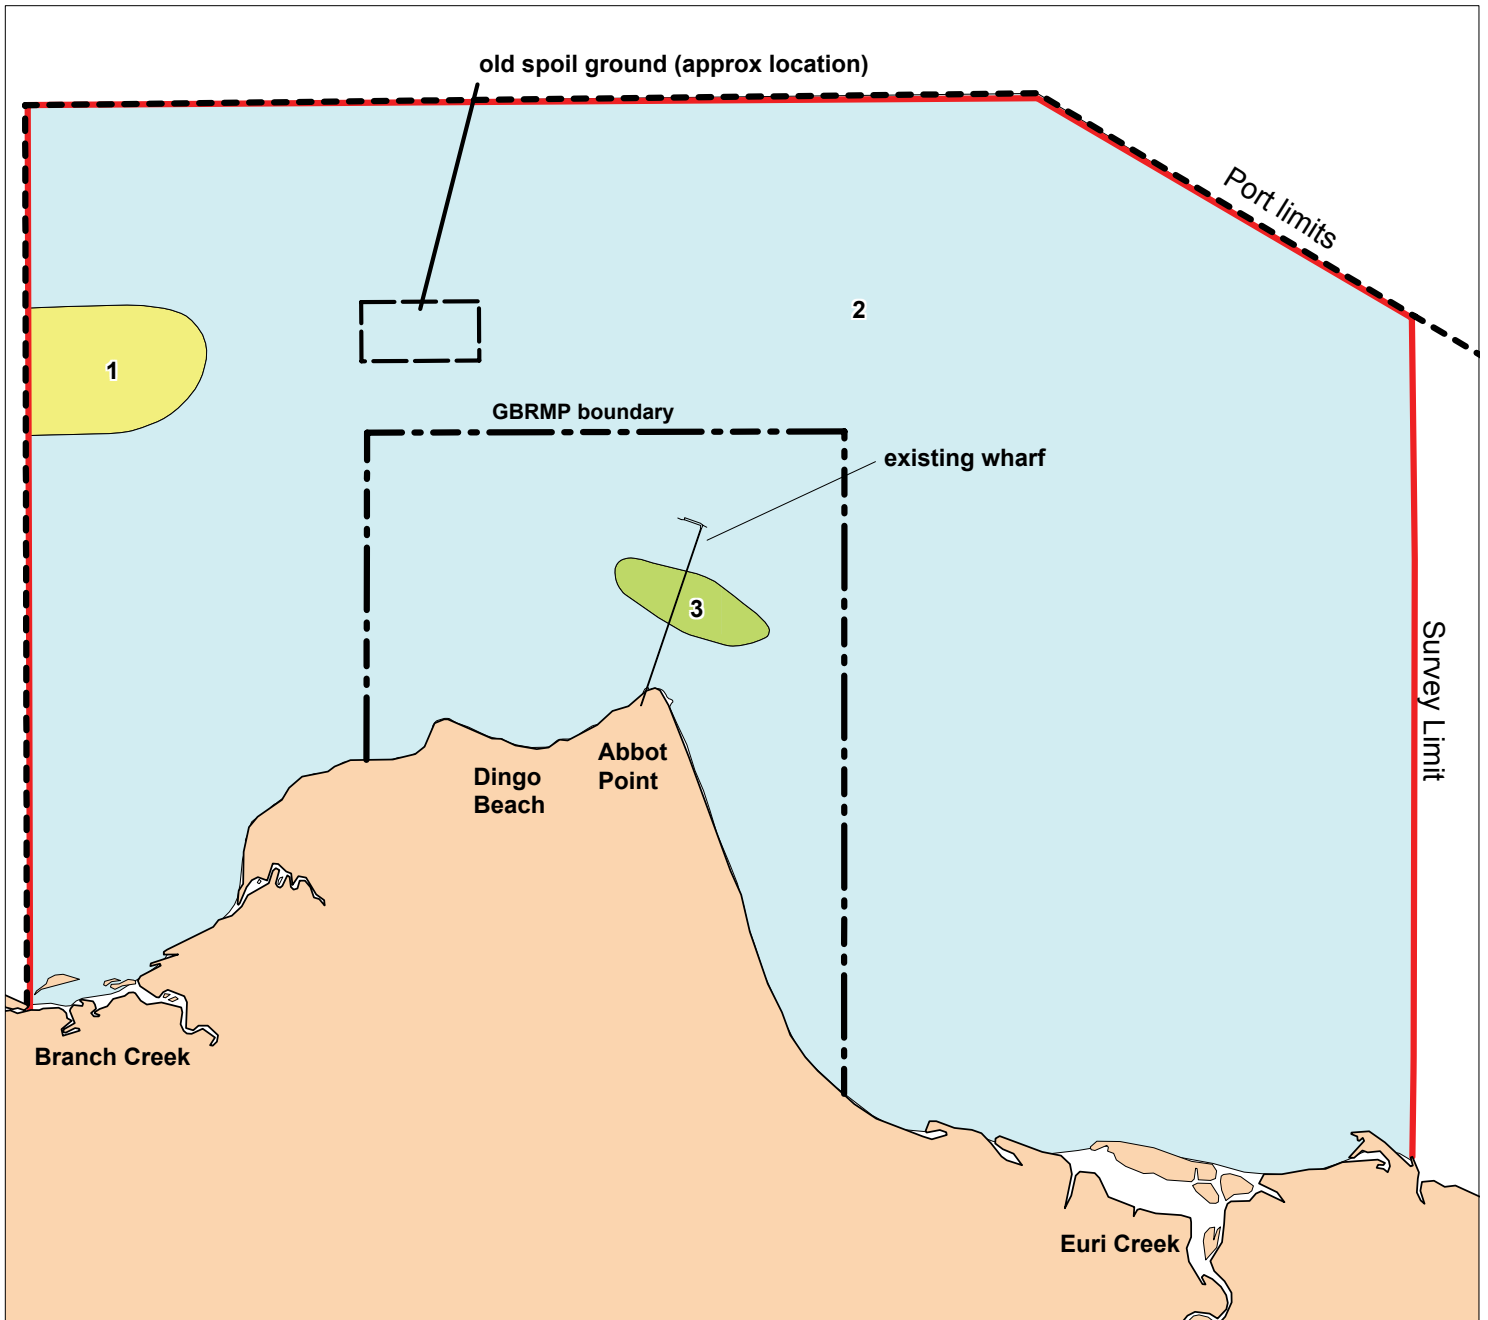 old spoil ground (approx location)
Port limits
2
1
GBRMP boundary
existing wharf
3
Survey Limit
Abbot
Point
Dingo
Beach
Branch Creek
Euri Creek